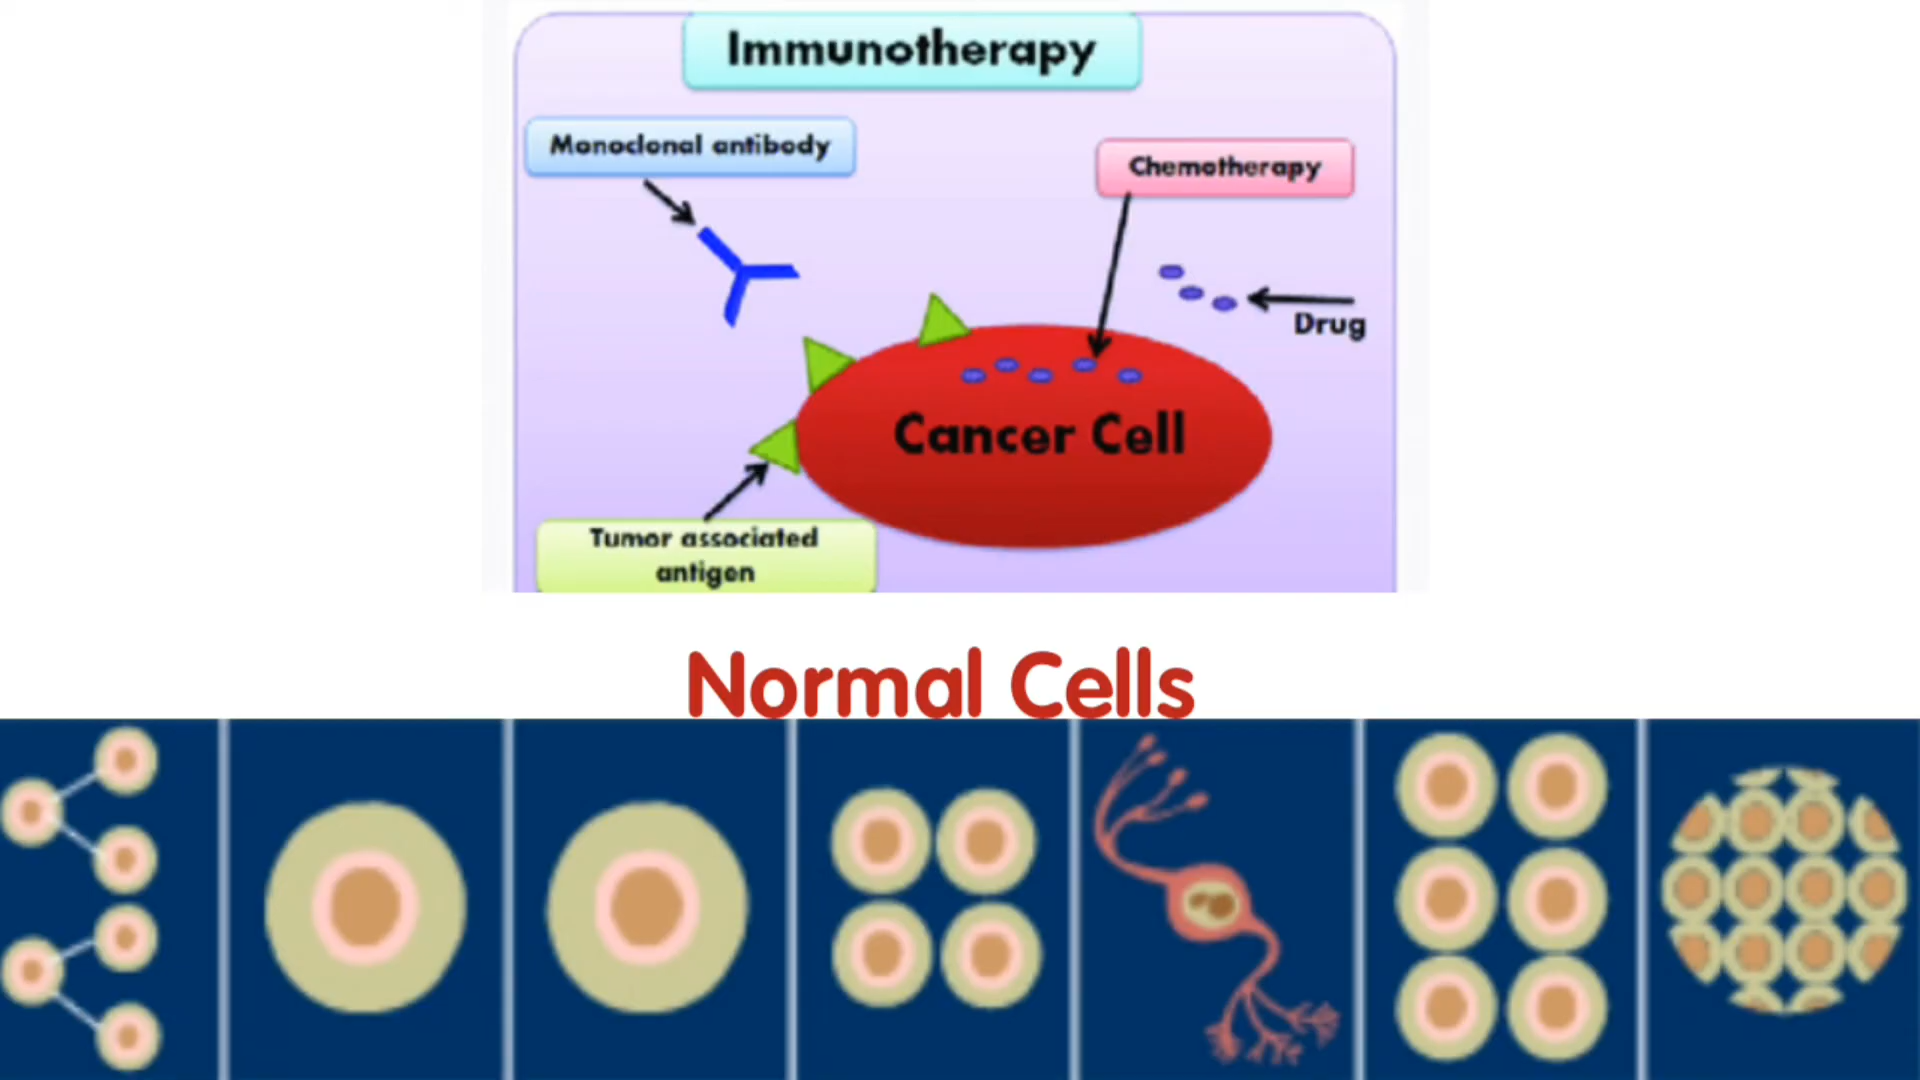 Immunotherapy
Monoclonal antibody
Chemotherapy
Drug
Cancer Cell
Tumor associated
antigen
Normal Cells